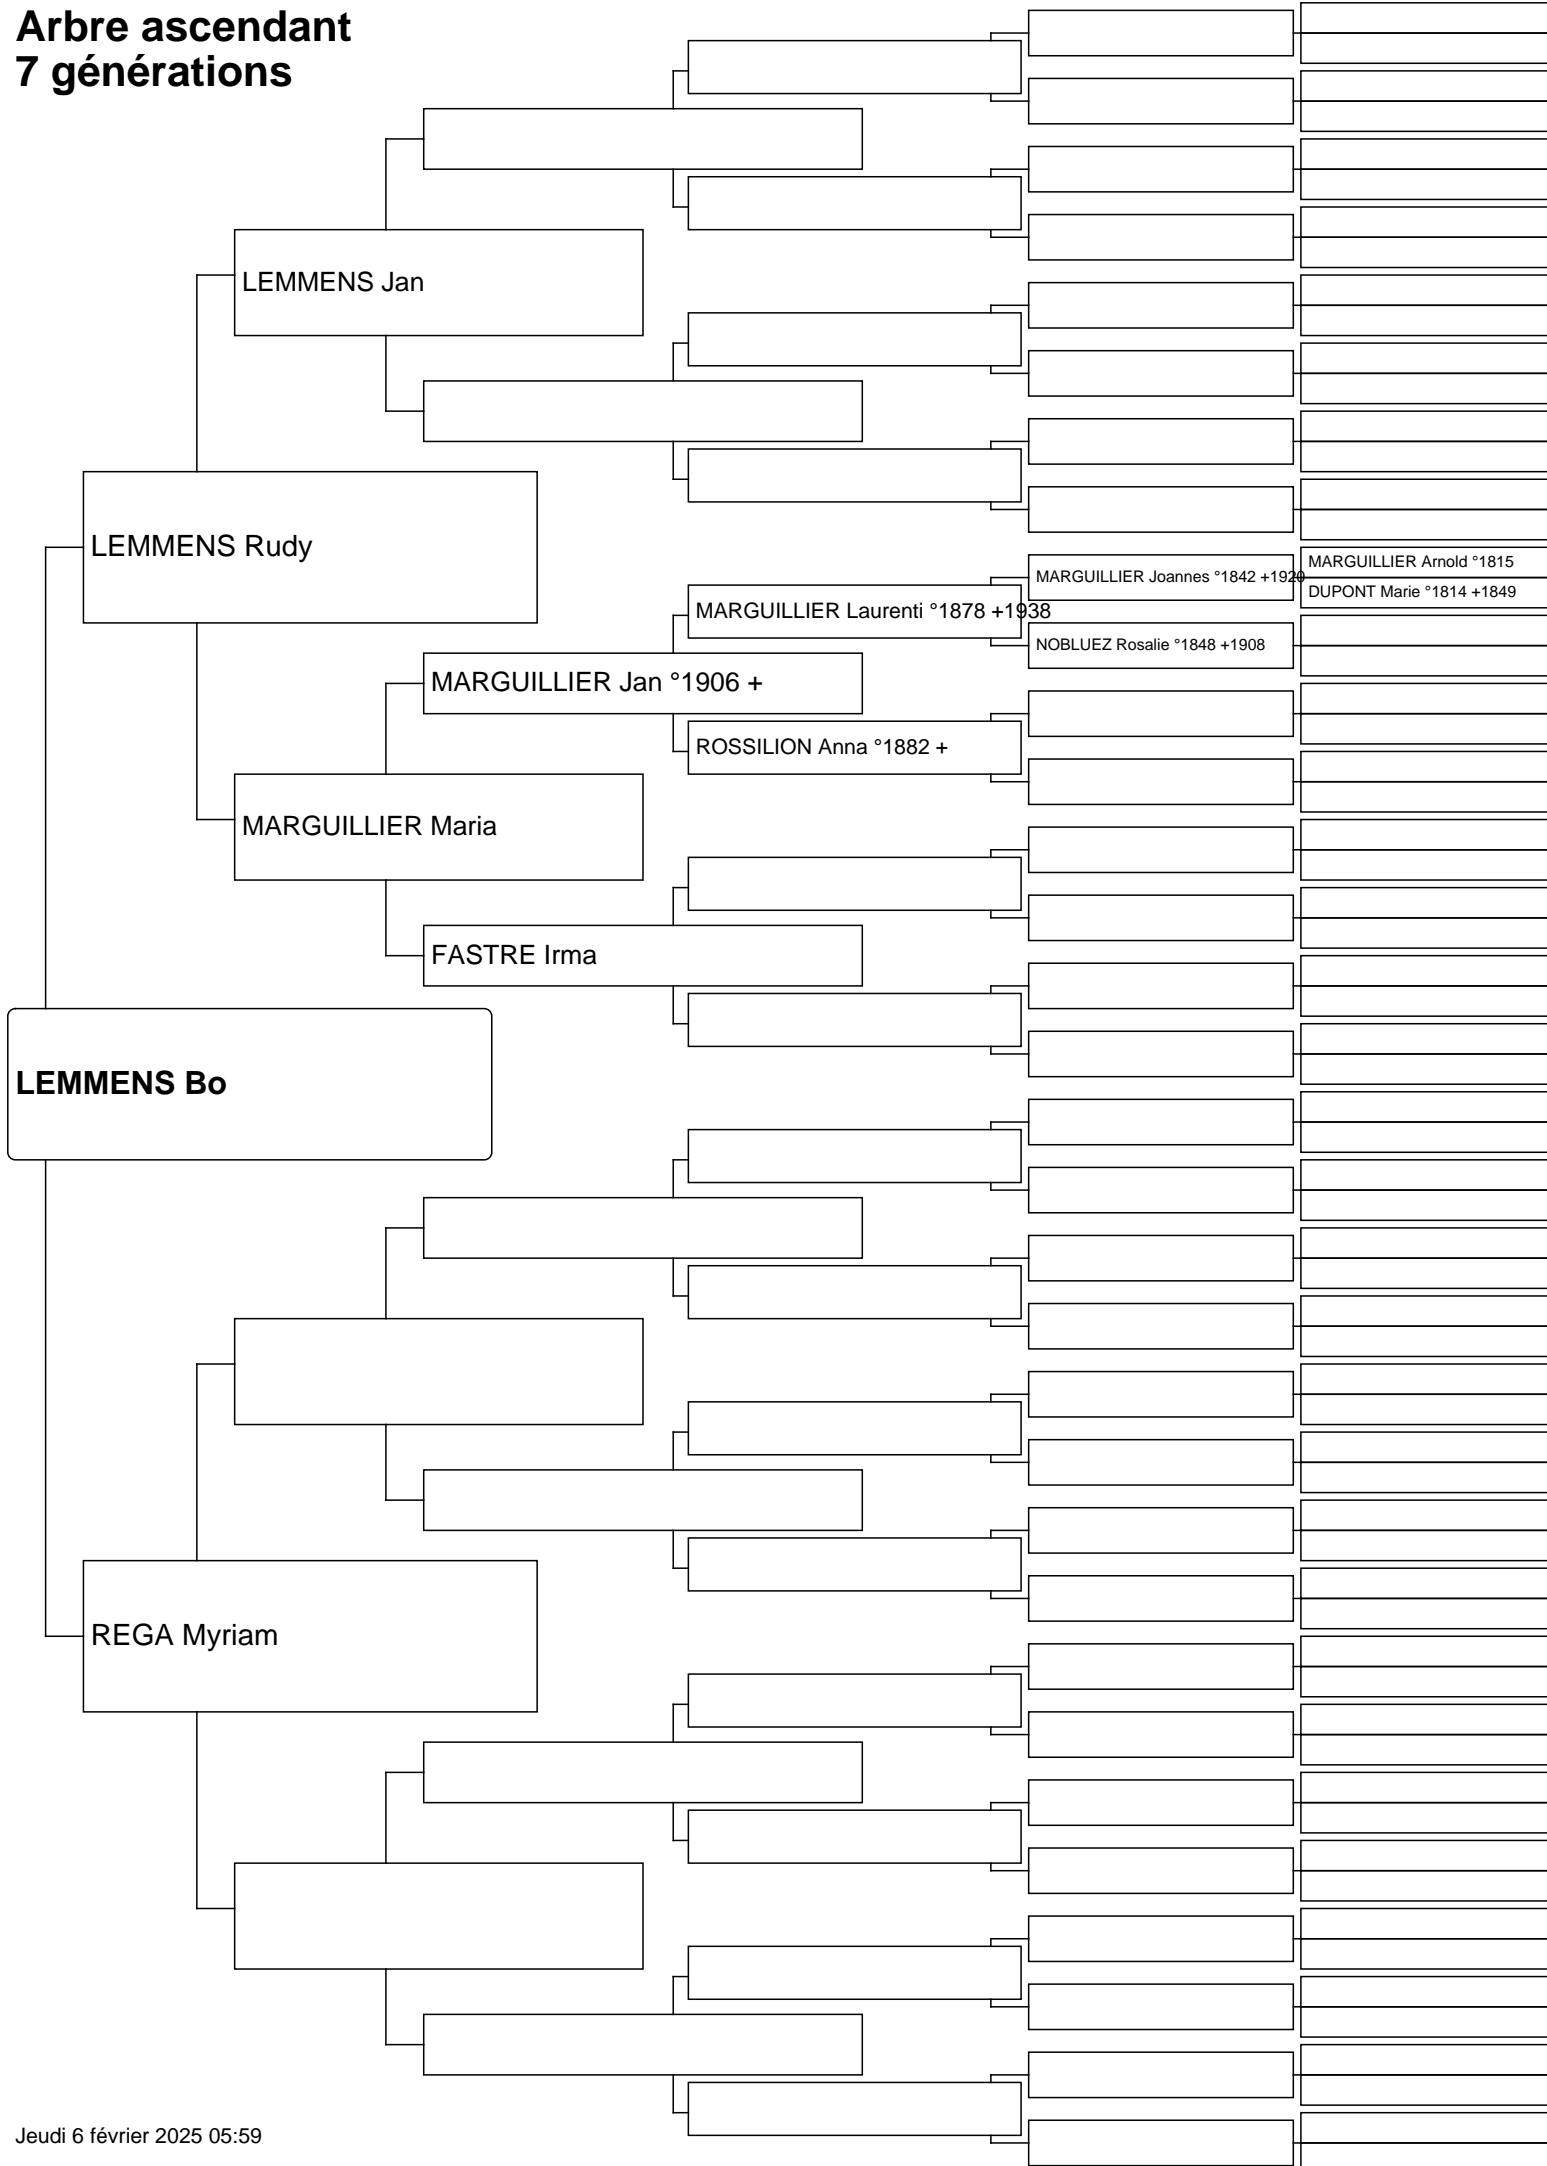 Arbre ascendant
7 générations
LEMMENS Jan
LEMMENS Rudy
MARGUILLIER Arnold °1815
MARGUILLIER Joannes °1842 +1920
DUPONT Marie °1814 +1849
MARGUILLIER Laurenti °1878 +1938
NOBLUEZ Rosalie °1848 +1908
MARGUILLIER Jan °1906 +
ROSSILION Anna °1882 +
MARGUILLIER Maria
FASTRE Irma
LEMMENS Bo
REGA Myriam
Jeudi 6 février 2025 05:59